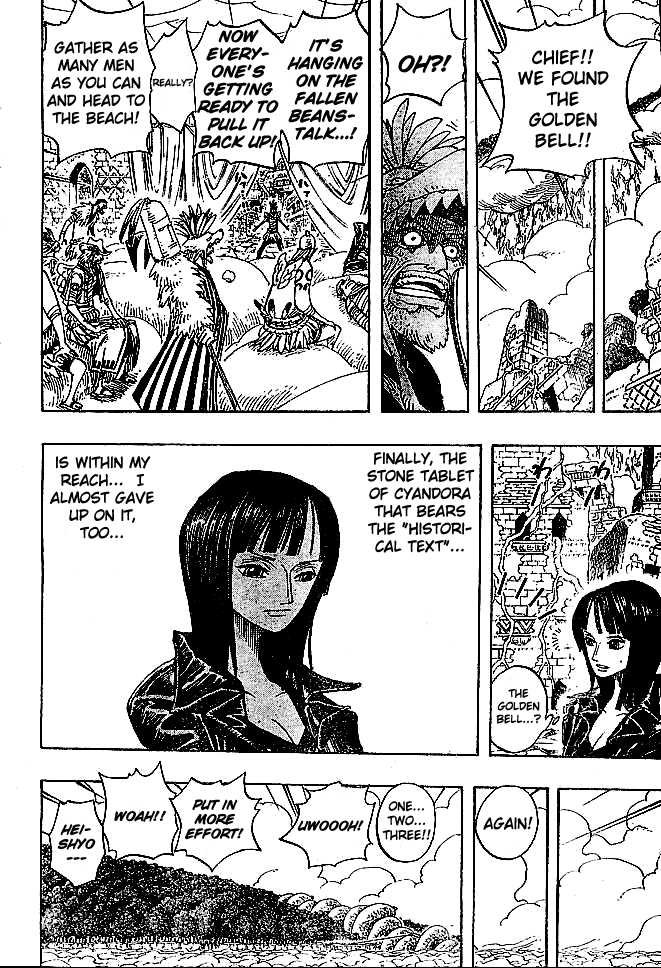 CHIEF!!
WE FOUND
THE
GOLDEN
BELL!!
OH?!
IT'S
HANGING
ON THE
FALLEN
BEANS-
TALK...!
NOW
EVERY-
ONE'S
GETTING
READY TO
PULL IT
BACK UP!
REALLY?
GATHER AS
MANY MEN
AS YOU CAN
AND HEAD TO
THE BEACH!
THE
GOLDEN
BELL...?
FINALLY, THE
STONE TABLET
OF CYANDORA
THAT BEARS
THE "HISTORI-
CAL TEXT"...
IS WITHIN MY
REACH... I
ALMOST GAVE
UP ON IT,
TOO...
AGAIN!
ONE...
TWO...
THREE!!
UWOOOH!
PUT IN
MORE
EFFORT!
WOAH!!
HEI-
SHYO
---